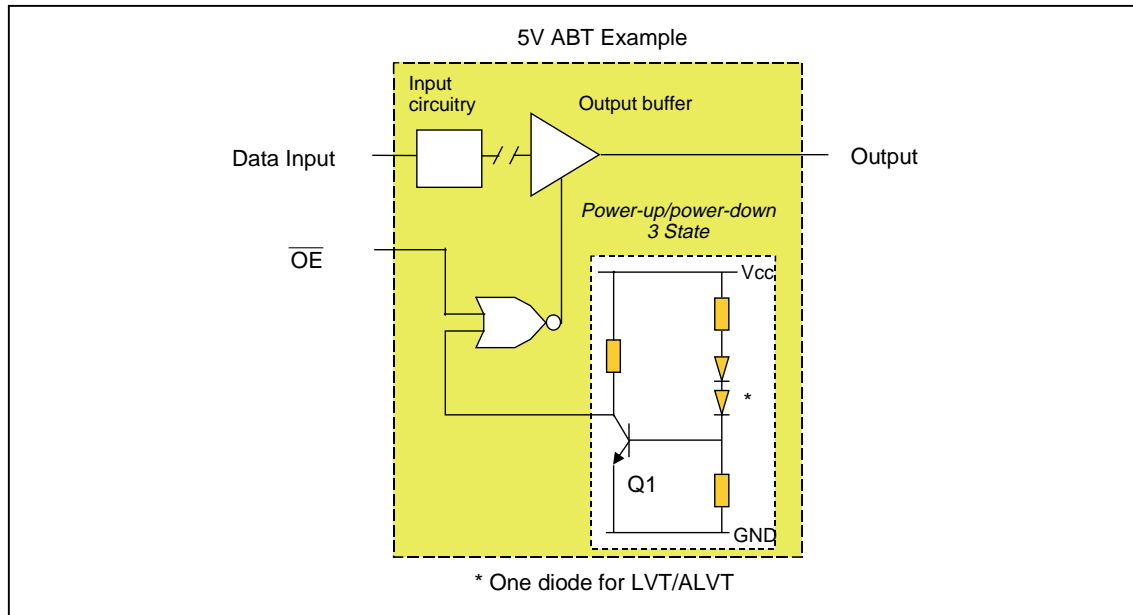 5V ABT Example
Input
circuitry
Output buffer
Data Input
Output
Power-up/power-down
3 State
OE
Vcc
*
Q1
GND
* One diode for LVT/ALVT